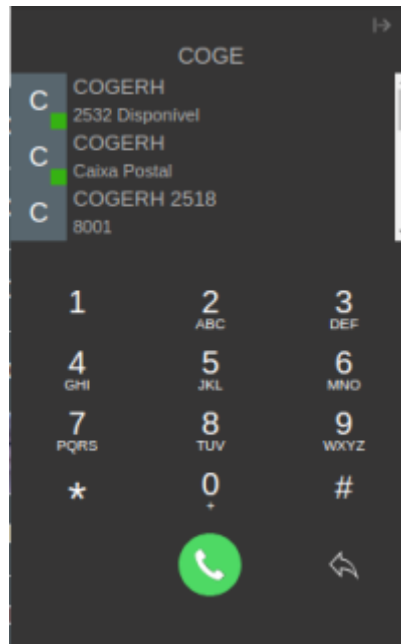 COGE
C COGERH
2532 Disponível
C COGERH
Caixa Postal
C COGERH 2518
8001
1 2 3
ABC DEF
4 5 6
GHI JKL MNO
7 8 9
PQRS TUV WXYZ
* 0 #
+